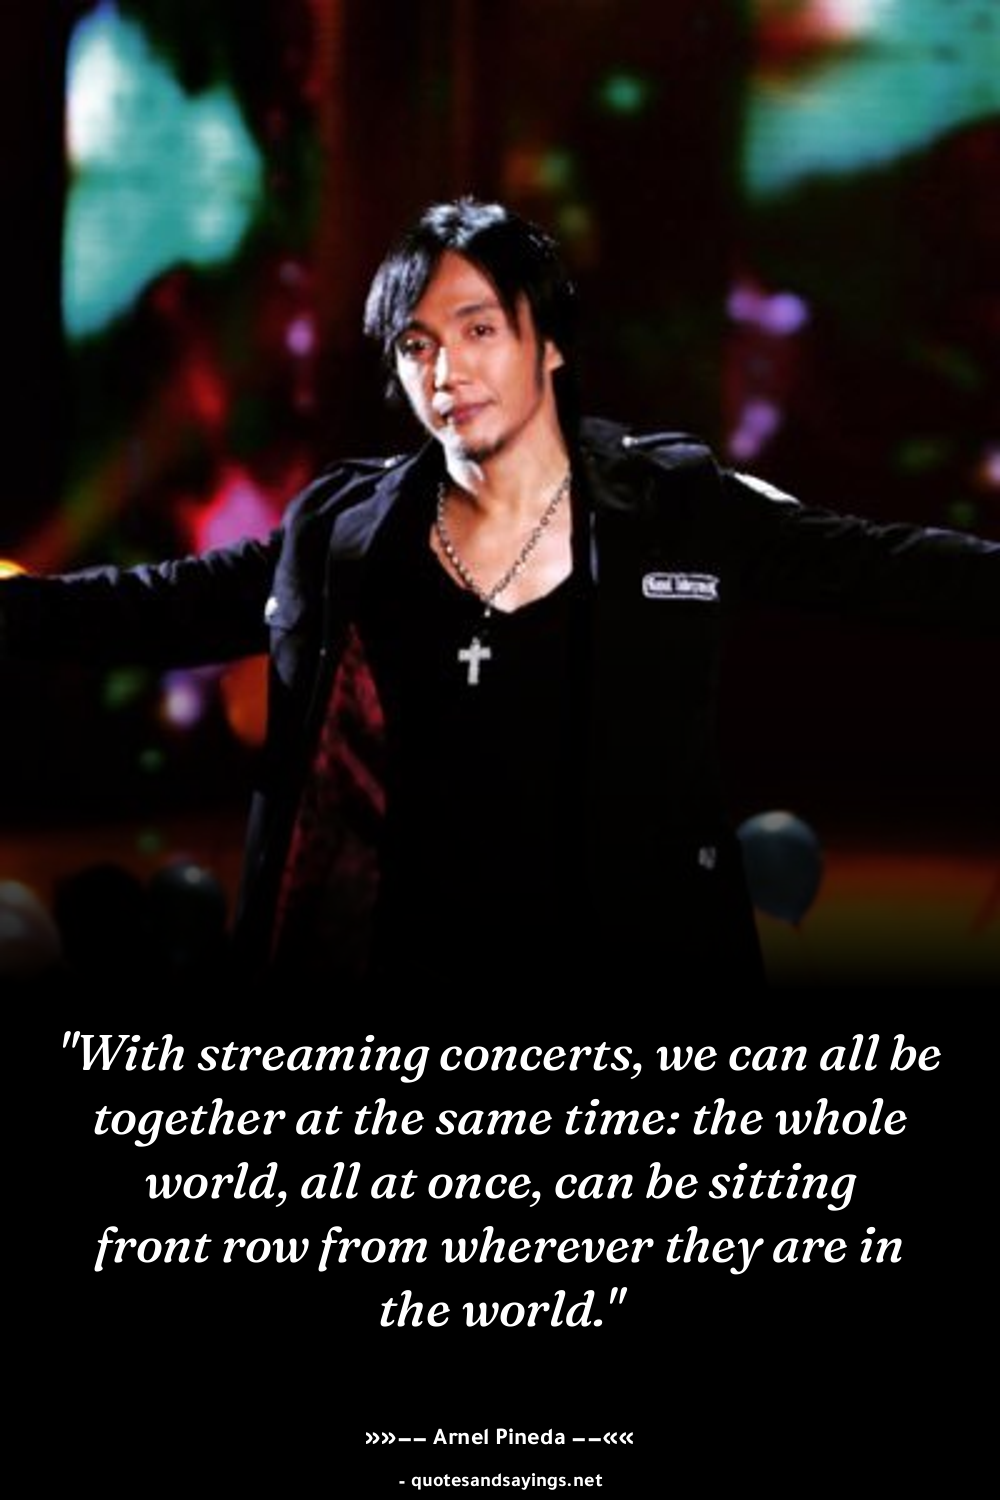 "With streaming concerts, we can all be
together at the same time: the whole
world, all at once, can be sitting
front row from wherever they are in
the world."
»»−− Arnel Pineda −−««
- quotesandsayings.net